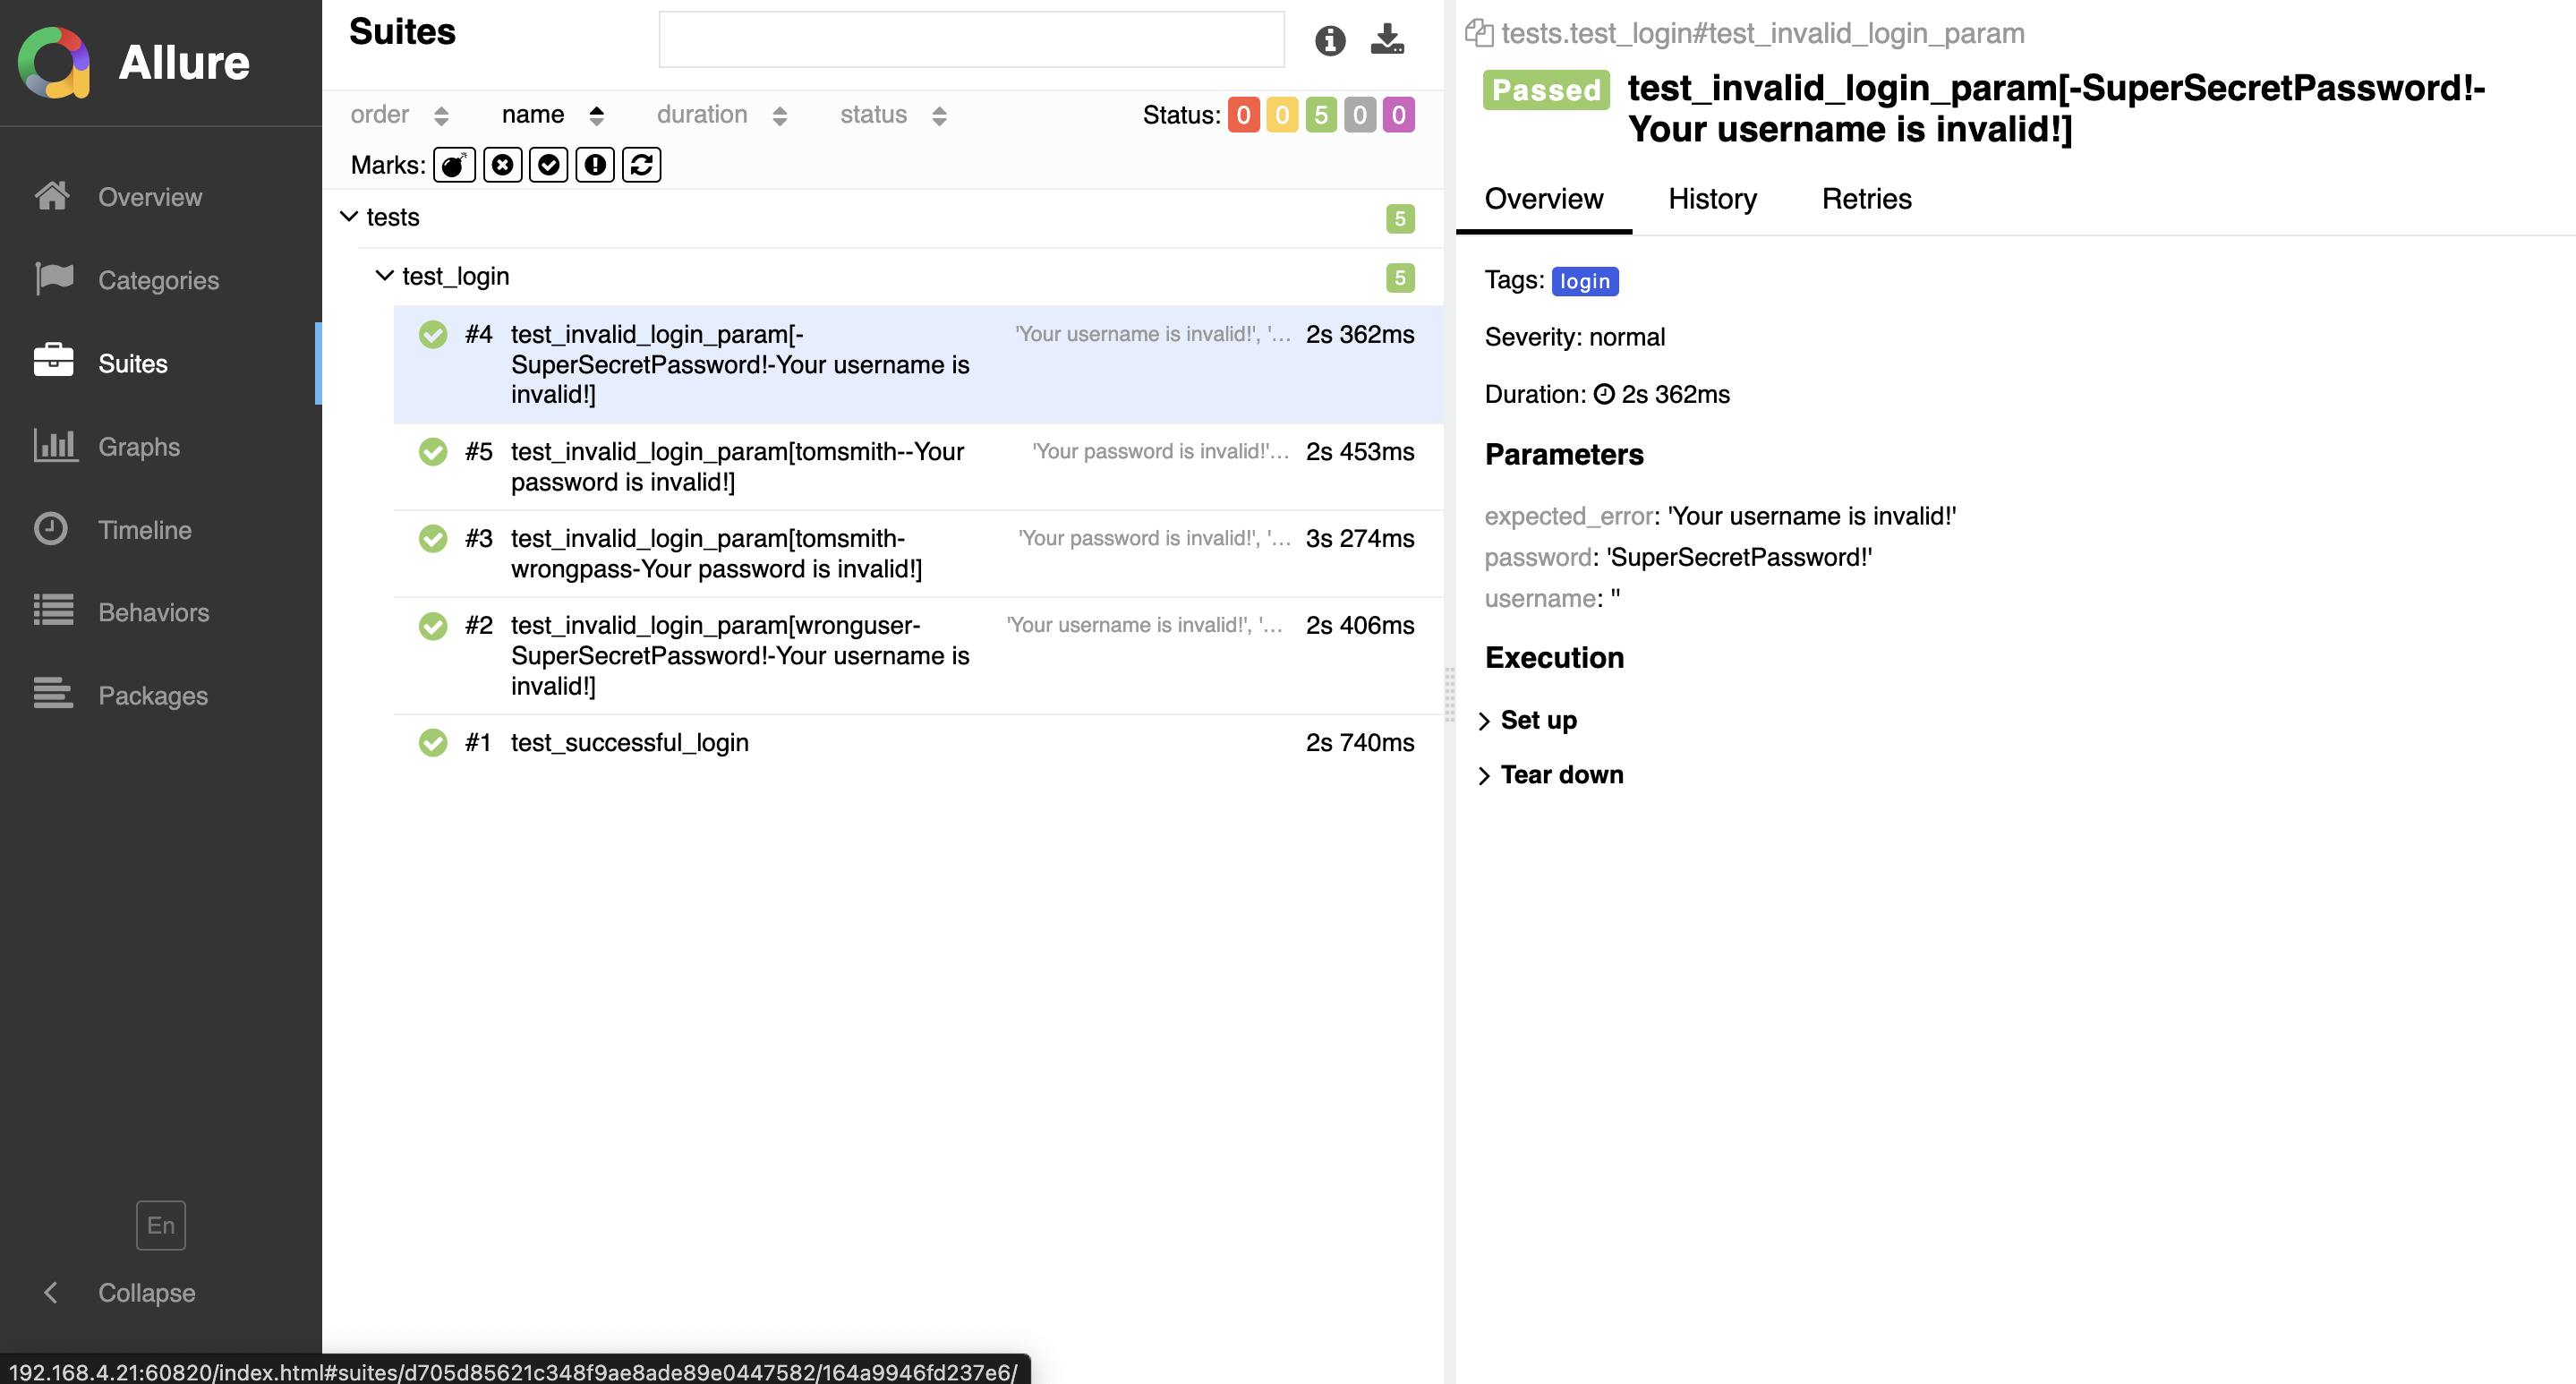 Allure
Overview
Categories
Suites
Graphs
Timeline
Behaviors
Packages
En
Collapse
Suites
order name duration status Status: 0 0 5 0 0
Marks:
tests 5
test_login 5
#4 test_invalid_login_param[- 'Your username is invalid!', '... 2s 362ms
SuperSecretPassword!-Your username is
invalid!]
#5 test_invalid_login_param[tomsmith--Your 'Your password is invalid!'... 2s 453ms
password is invalid!]
#3 test_invalid_login_param[tomsmith- 'Your password is invalid!', '... 3s 274ms
wrongpass-Your password is invalid!]
#2 test_invalid_login_param[wronguser- 'Your username is invalid!', '... 2s 406ms
SuperSecretPassword!-Your username is
invalid!]
#1 test_successful_login 2s 740ms
tests.test_login#test_invalid_login_param
Passed test_invalid_login_param[-SuperSecretPassword!-
Your username is invalid!]
Overview History Retries
Tags: login
Severity: normal
Duration: 2s 362ms
Parameters
expected_error: 'Your username is invalid!'
password: 'SuperSecretPassword!'
username: ''
Execution
Set up
Tear down
192.168.4.21:60820/index.html#suites/d705d85621c348f9ae8ade89e0447582/164a9946fd237e6/